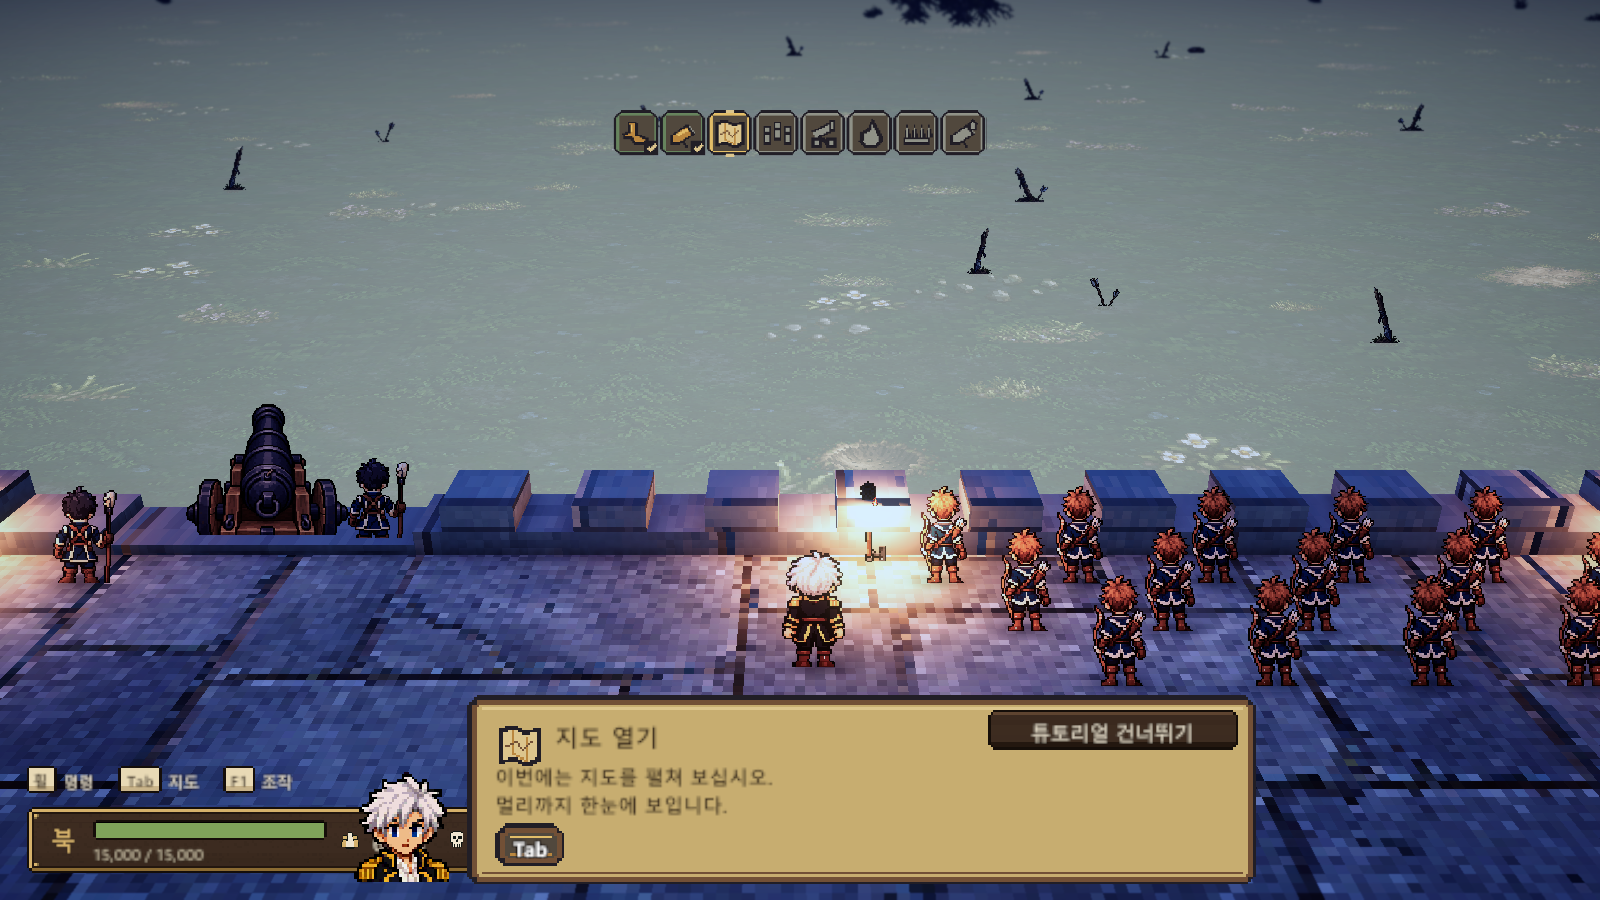 튜토리얼 건너뛰기
지도 열기
이번에는 지도를 펼쳐 보십시오.
멀리까지 한눈에 보입니다.
Tab
휠 명령 Tab 지도 F1 조작
북
15,000 / 15,000